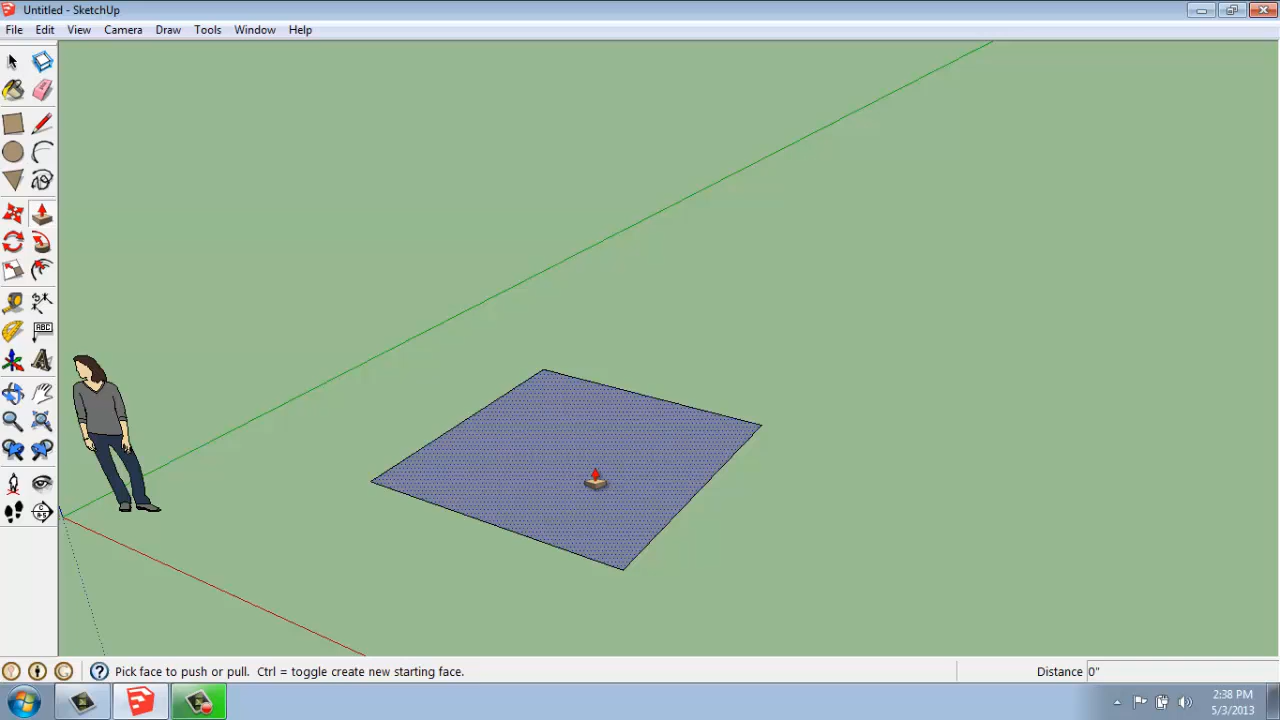 Untitled - SketchUp
File Edit View Camera Draw Tools Window Help
ABC
A
Pick face to push or pull. Ctrl = toggle create new starting face.
Distance 0"
2:38 PM
5/3/2013